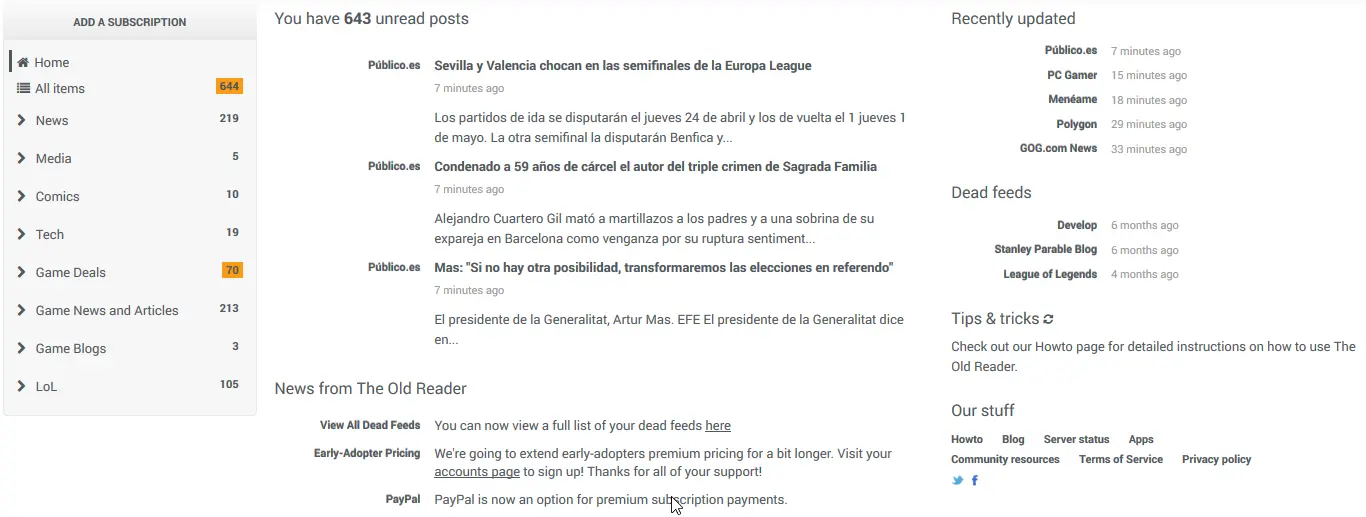 ADD A SUBSCRIPTION
Home
All items 644
News 219
Media 5
Comics 10
Tech 19
Game Deals 70
Game News and Articles 213
Game Blogs 3
LoL 105
You have 643 unread posts
Público.es Sevilla y Valencia chocan en las semifinales de la Europa League
7 minutes ago
Los partidos de ida se disputarán el jueves 24 de abril y los de vuelta el 1 jueves 1
de mayo. La otra semifinal la disputarán Benfica y...
Público.es Condenado a 59 años de cárcel el autor del triple crimen de Sagrada Familia
7 minutes ago
Alejandro Cuartero Gil mató a martillazos a los padres y a una sobrina de su
expareja en Barcelona como venganza por su ruptura sentiment...
Público.es Mas: "Si no hay otra posibilidad, transformaremos las elecciones en referendo"
7 minutes ago
El presidente de la Generalitat, Artur Mas. EFE El presidente de la Generalitat dice
en...
News from The Old Reader
View All Dead Feeds You can now view a full list of your dead feeds here
Early-Adopter Pricing We're going to extend early-adopters premium pricing for a bit longer. Visit your
accounts page to sign up! Thanks for all of your support!
PayPal PayPal is now an option for premium subscription payments.
Recently updated
Público.es 7 minutes ago
PC Gamer 15 minutes ago
Menéame 18 minutes ago
Polygon 29 minutes ago
GOG.com News 33 minutes ago
Dead feeds
Develop 6 months ago
Stanley Parable Blog 6 months ago
League of Legends 4 months ago
Tips & tricks
Check out our Howto page for detailed instructions on how to use The
Old Reader.
Our stuff
Howto Blog Server status Apps
Community resources Terms of Service Privacy policy